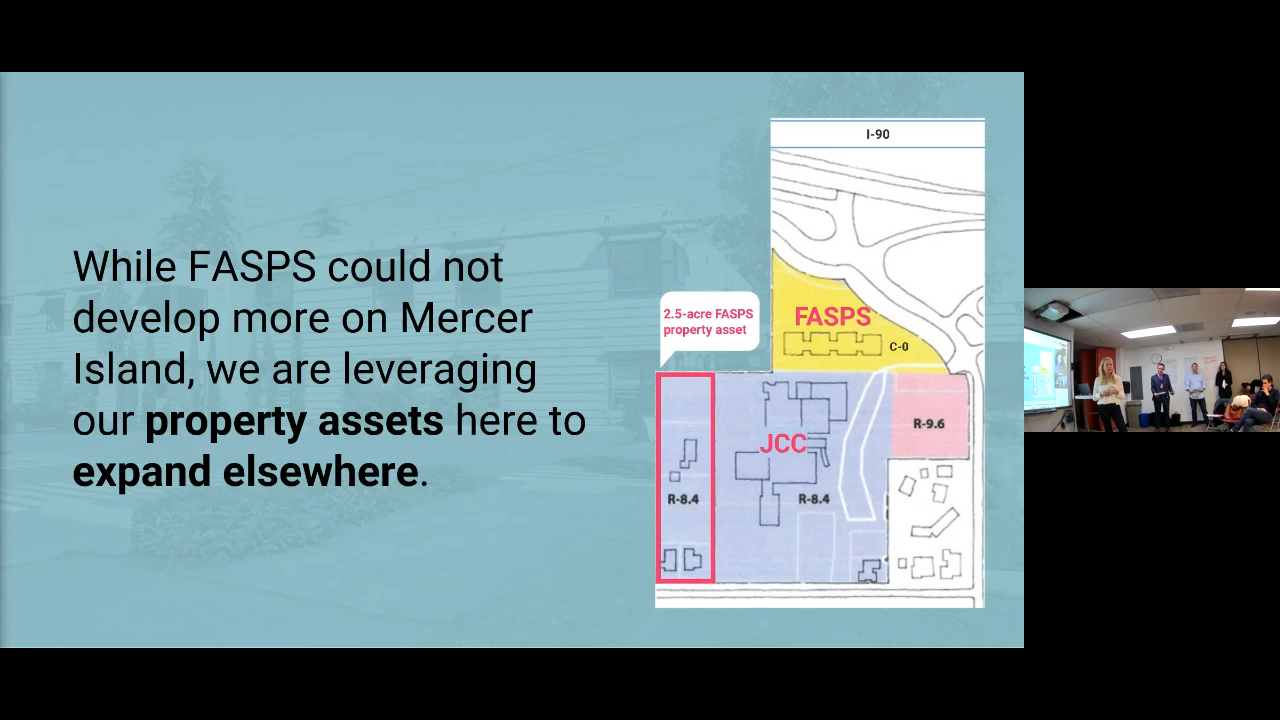 While FASPS could not
develop more on Mercer
Island, we are leveraging
our property assets here to
expand elsewhere.
I-90
2.5-acre FASPS
property asset
FASPS
C-0
JCC
R-9.6
R-8.4
R-8.4